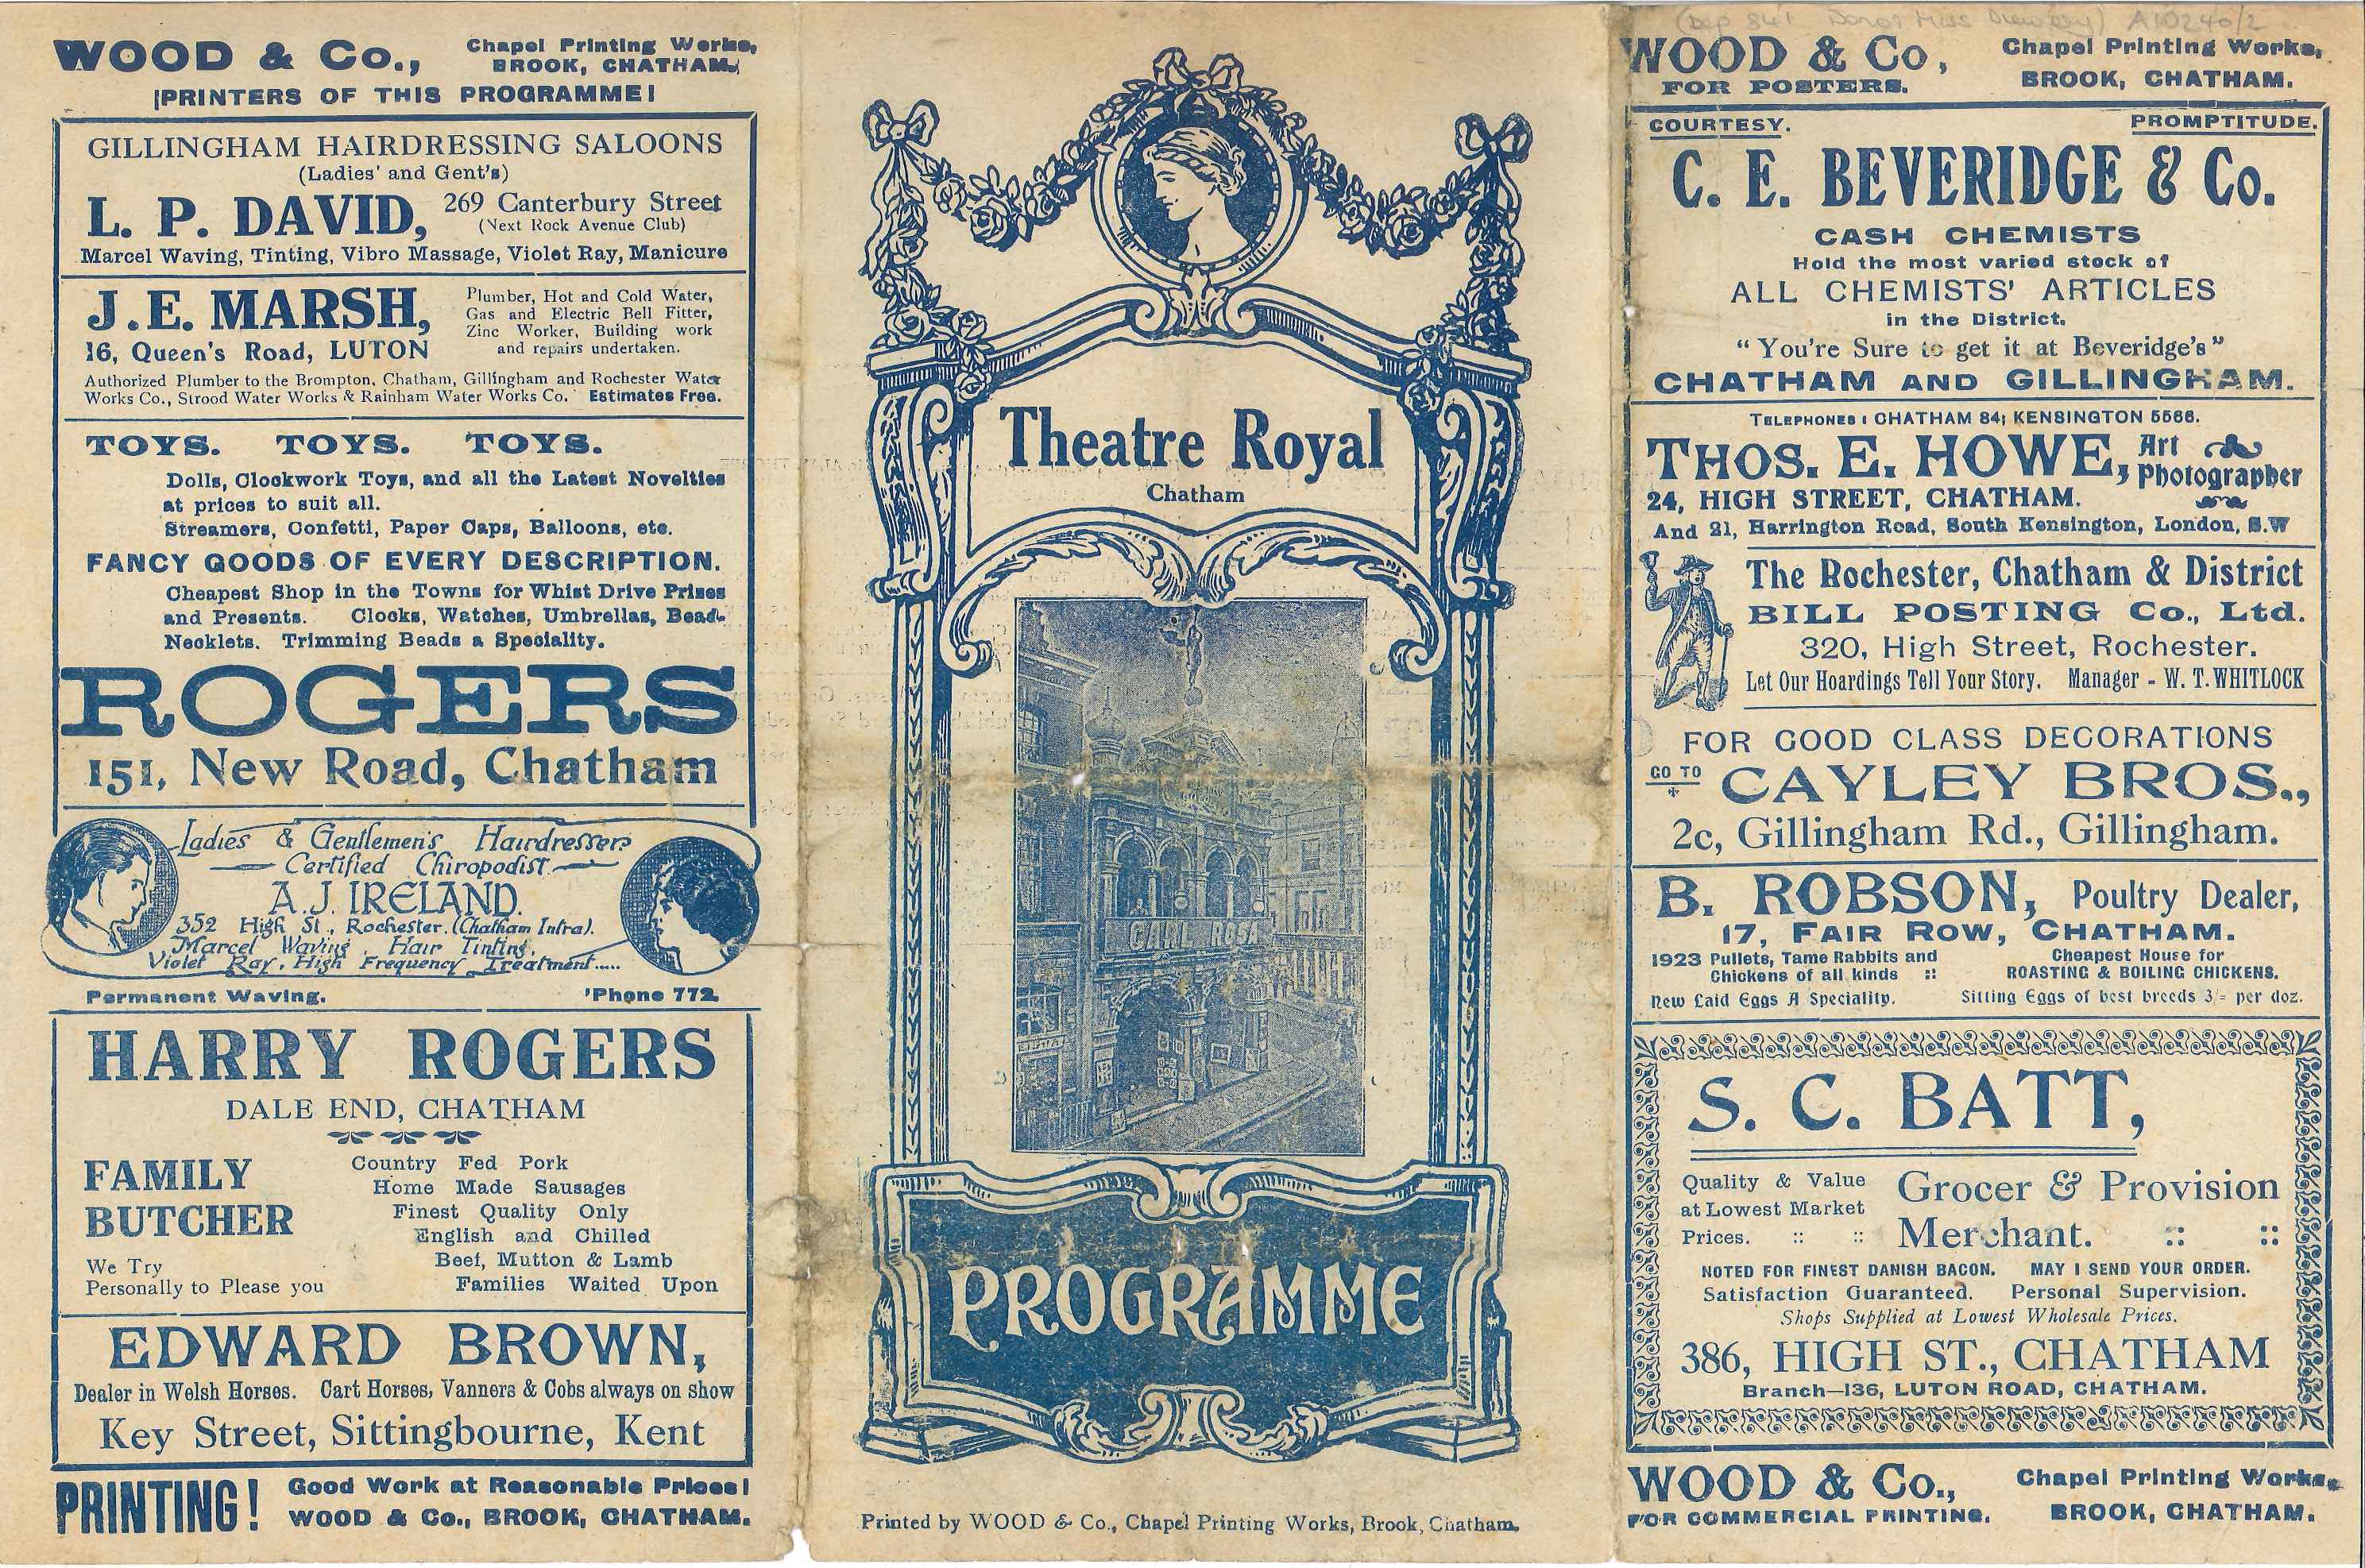 WOOD & Co., Chapel Printing Works,
BROOK, CHATHAM.
PRINTERS OF THIS PROGRAMME!
GILLINGHAM HAIRDRESSING SALOONS
(Ladies' and Gent's)
L. P. DAVID, 269 Canterbury Street
(Next Rock Avenue Club)
Marcel Waving, Tinting, Vibro Massage, Violet Ray, Manicure
J. E. MARSH,
16, Queen's Road, LUTON
Plumber, Hot and Cold Water,
Gas and Electric Bell Fitter,
Zinc Worker, Building work
and repairs undertaken.
Authorized Plumber to the Brompton, Chatham, Gillingham and Rochester Water
Works Co., Strood Water Works & Rainham Water Works Co. Estimates Free.
TOYS. TOYS. TOYS.
Dolls, Clockwork Toys, and all the Latest Novelties
at prices to suit all.
Streamers, Confetti, Paper Caps, Balloons, etc.
FANCY GOODS OF EVERY DESCRIPTION.
Cheapest Shop in the Towns for Whist Drive Prizes
and Presents. Clocks, Watches, Umbrellas, Bead-
Necklets. Trimming Beads a Speciality.
ROGERS
151, New Road, Chatham
Ladies & Gentlemen's Hairdressers
Certified Chiropodist.
A. J. IRELAND.
352 High St., Rochester. (Chatham Intra).
Marcel Waving, Hair Tinting,
Violet Ray, High Frequency Treatment.....
Permanent Waving. 'Phone 772.
HARRY ROGERS
DALE END, CHATHAM
FAMILY
BUTCHER
We Try
Personally to Please you
Country Fed Pork
Home Made Sausages
Finest Quality Only
English and Chilled
Beef, Mutton & Lamb
Families Waited Upon
EDWARD BROWN,
Dealer in Welsh Horses. Cart Horses, Vanners & Cobs always on show
Key Street, Sittingbourne, Kent
PRINTING! Good Work at Reasonable Prices!
WOOD & Co., BROOK, CHATHAM.
Theatre Royal
Chatham
CARL ROSA
PROGRAMME
Printed by WOOD & Co., Chapel Printing Works, Brook, Chatham.
A10240/2
WOOD & Co,
FOR POSTERS.
Chapel Printing Works,
BROOK, CHATHAM.
COURTESY. PROMPTITUDE.
C. E. BEVERIDGE & Co.
CASH CHEMISTS
Hold the most varied stock of
ALL CHEMISTS' ARTICLES
in the District.
"You're Sure to get it at Beveridge's"
CHATHAM AND GILLINGHAM.
TELEPHONES: CHATHAM 84; KENSINGTON 5566.
THOS. E. HOWE, Art
Photographer
24, HIGH STREET, CHATHAM.
And 21, Harrington Road, South Kensington, London, S.W
The Rochester, Chatham & District
BILL POSTING Co., Ltd.
320, High Street, Rochester.
Let Our Hoardings Tell Your Story. Manager - W. T. WHITLOCK
FOR GOOD CLASS DECORATIONS
GO TO CAYLEY BROS.,
2c, Gillingham Rd., Gillingham.
B. ROBSON, Poultry Dealer,
17, FAIR ROW, CHATHAM.
1923 Pullets, Tame Rabbits and
Chickens of all kinds ::
Cheapest House for
ROASTING & BOILING CHICKENS.
New Laid Eggs A Speciality. Sitting Eggs of best breeds 3/= per doz.
S. C. BATT,
Quality & Value
at Lowest Market
Prices. :: ::
Grocer & Provision
Merchant. :: ::
NOTED FOR FINEST DANISH BACON. MAY I SEND YOUR ORDER.
Satisfaction Guaranteed. Personal Supervision.
Shops Supplied at Lowest Wholesale Prices.
386, HIGH ST., CHATHAM
Branch—136, LUTON ROAD, CHATHAM.
WOOD & Co.,
FOR COMMERCIAL PRINTING.
Chapel Printing Works,
BROOK, CHATHAM.